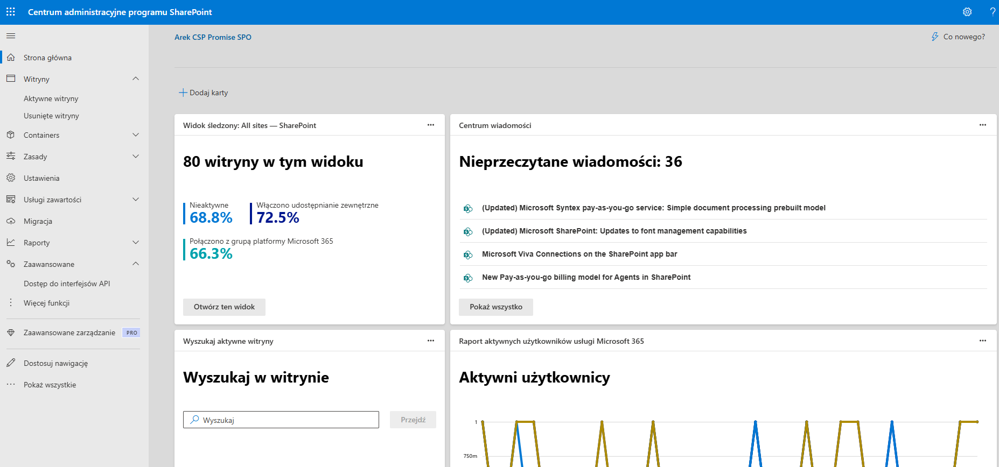 Centrum administracyjne programu SharePoint
?
Arek CSP Promise SPO
Co nowego?
Strona główna
Witryny
Aktywne witryny
Usunięte witryny
Containers
Zasady
Ustawienia
Usługi zawartości
Migracja
Raporty
Zaawansowane
Dostęp do interfejsów API
Więcej funkcji
Zaawansowane zarządzanie PRO
Dostosuj nawigację
Pokaż wszystkie
Dodaj karty
Widok śledzony: All sites — SharePoint
80 witryny w tym widoku
Nieaktywne
68.8%
Włączono udostępnianie zewnętrzne
72.5%
Połączono z grupą platformy Microsoft 365
66.3%
Otwórz ten widok
Centrum wiadomości
Nieprzeczytane wiadomości: 36
(Updated) Microsoft Syntex pay-as-you-go service: Simple document processing prebuilt model
(Updated) Microsoft SharePoint: Updates to font management capabilities
Microsoft Viva Connections on the SharePoint app bar
New Pay-as-you-go billing model for Agents in SharePoint
Pokaż wszystko
Wyszukaj aktywne witryny
Wyszukaj w witrynie
Wyszukaj
Przejdź
Raport aktywnych użytkowników usługi Microsoft 365
Aktywni użytkownicy
1
750m